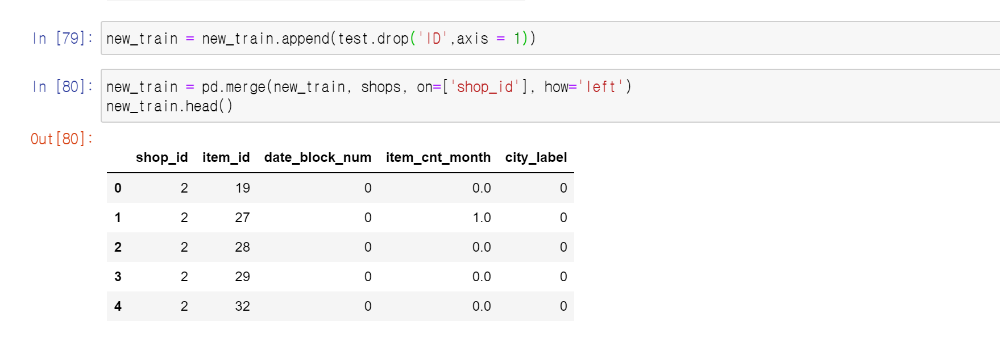 In [79]: new_train = new_train.append(test.drop('ID',axis = 1))
In [80]: new_train = pd.merge(new_train, shops, on=['shop_id'], how='left')
new_train.head()
Out[80]:
shop_id item_id date_block_num item_cnt_month city_label
0 2 19 0 0.0 0
1 2 27 0 1.0 0
2 2 28 0 0.0 0
3 2 29 0 0.0 0
4 2 32 0 0.0 0